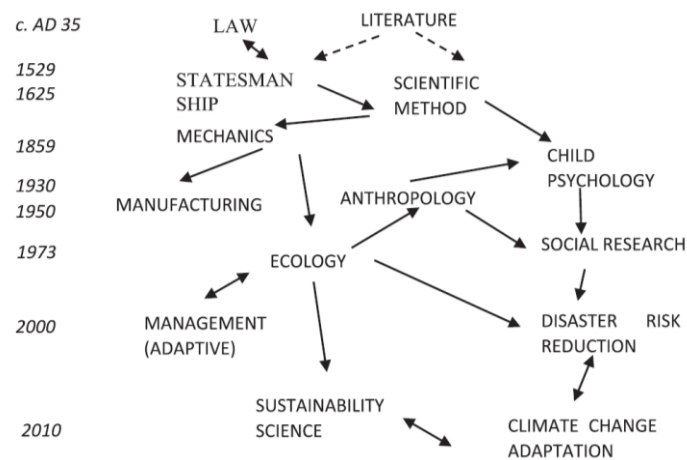 c. AD 35
LAW
LITERATURE
1529
STATESMAN
SHIP
SCIENTIFIC
METHOD
1625
MECHANICS
1859
CHILD
PSYCHOLOGY
1930
MANUFACTURING
ANTHROPOLOGY
1950
SOCIAL RESEARCH
1973
ECOLOGY
2000
MANAGEMENT
(ADAPTIVE)
DISASTER RISK
REDUCTION
SUSTAINABILITY
SCIENCE
2010
CLIMATE CHANGE
ADAPTATION